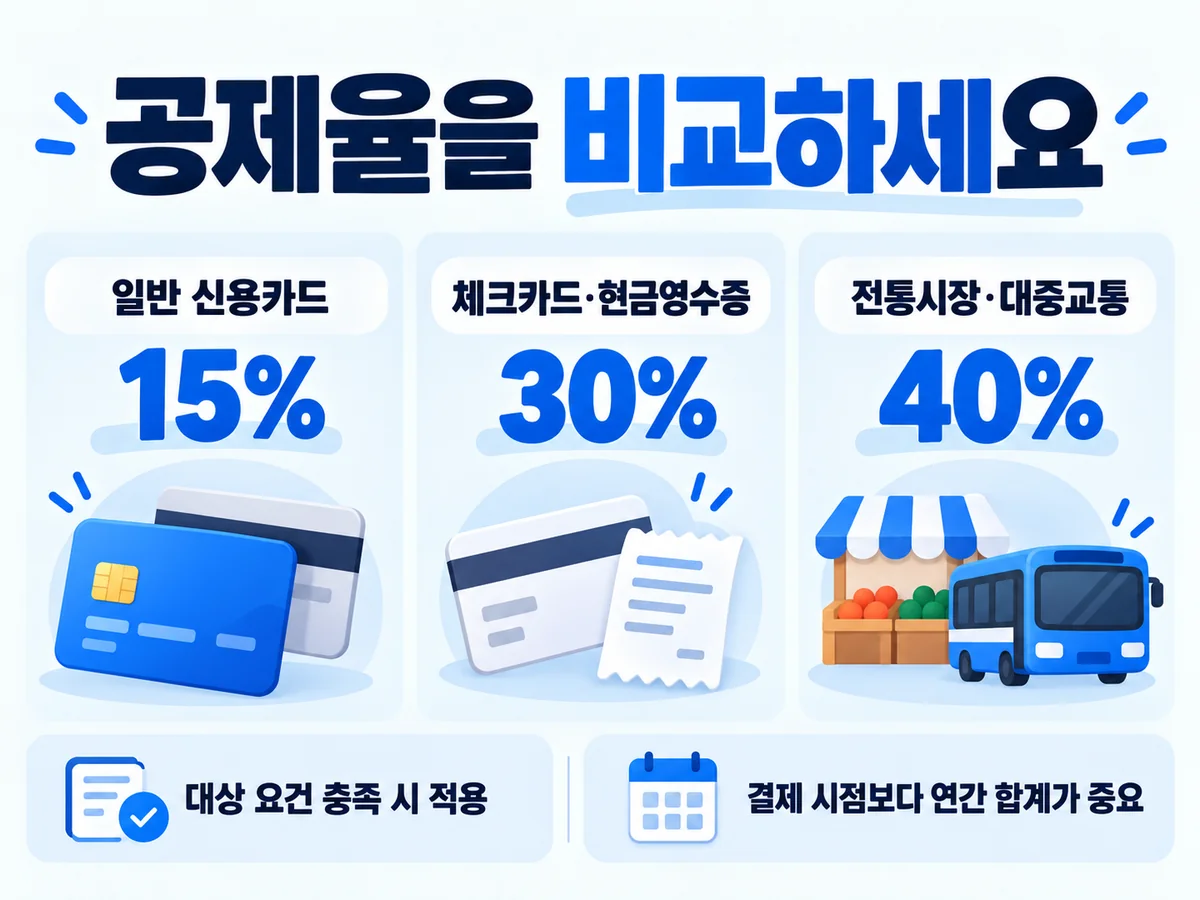 공제율을 비교하세요
일반 신용카드
15%
체크카드·현금영수증
30%
전통시장·대중교통
40%
대상 요건 충족 시 적용
결제 시점보다 연간 합계가 중요